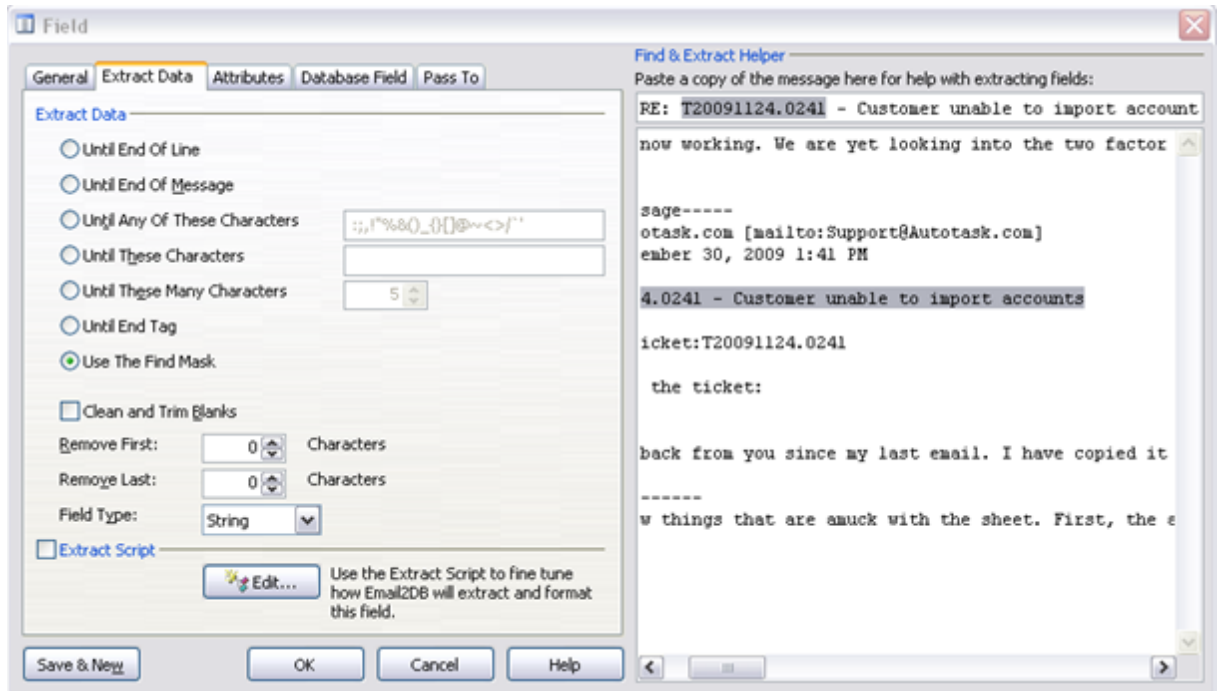 Field
General Extract Data Attributes Database Field Pass To
Extract Data
Until End Of Line
Until End Of Message
Until Any Of These Characters :;,!"%&()_{}[]@~<>/`'
Until These Characters
Until These Many Characters 5
Until End Tag
Use The Find Mask
Clean and Trim Blanks
Remove First: 0 Characters
Remove Last: 0 Characters
Field Type: String
Extract Script
Edit...
Use the Extract Script to fine tune
how Email2DB will extract and format
this field.
Save & New OK Cancel Help
Find & Extract Helper
Paste a copy of the message here for help with extracting fields:
RE: T20091124.0241 - Customer unable to import account
now working. We are yet looking into the two factor
sage-----
otask.com [mailto:Support@Autotask.com]
ember 30, 2009 1:41 PM
4.0241 - Customer unable to import accounts
icket:T20091124.0241
the ticket:
back from you since my last email. I have copied it
------
w things that are amuck with the sheet. First, the